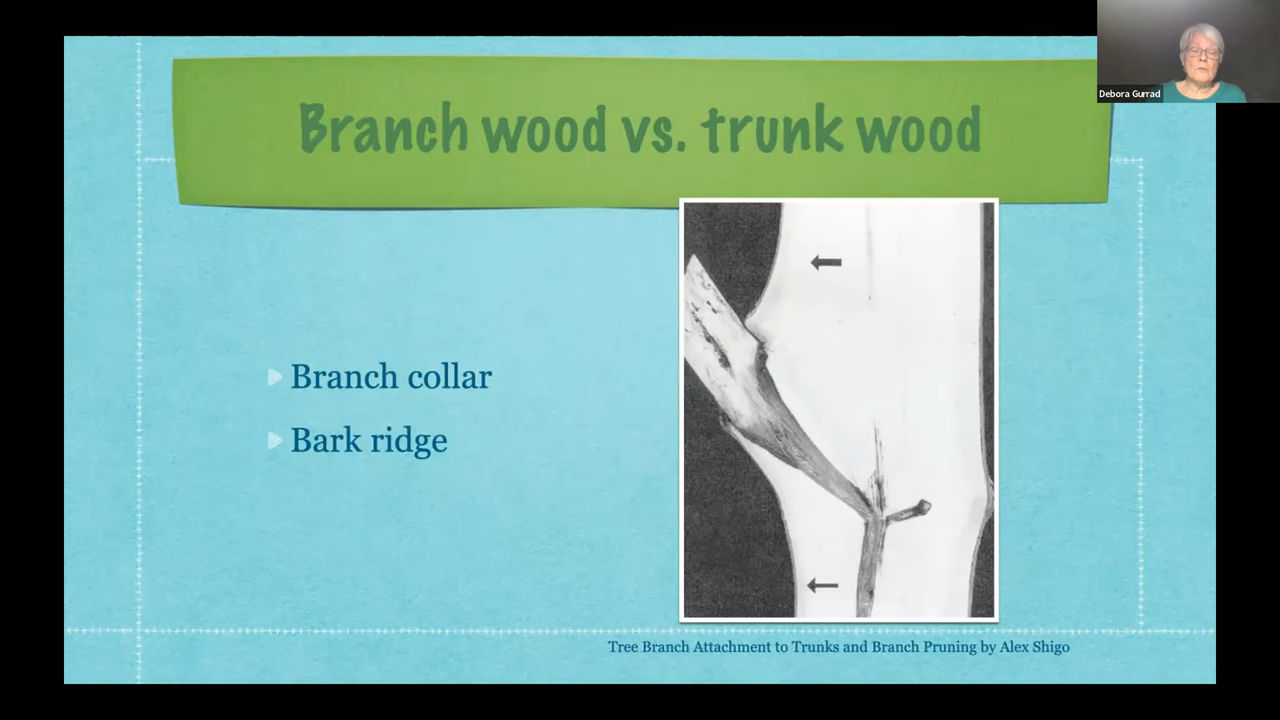 Debora Gurrad
Branch wood vs. trunk wood
Branch collar
Bark ridge
Tree Branch Attachment to Trunks and Branch Pruning by Alex Shigo